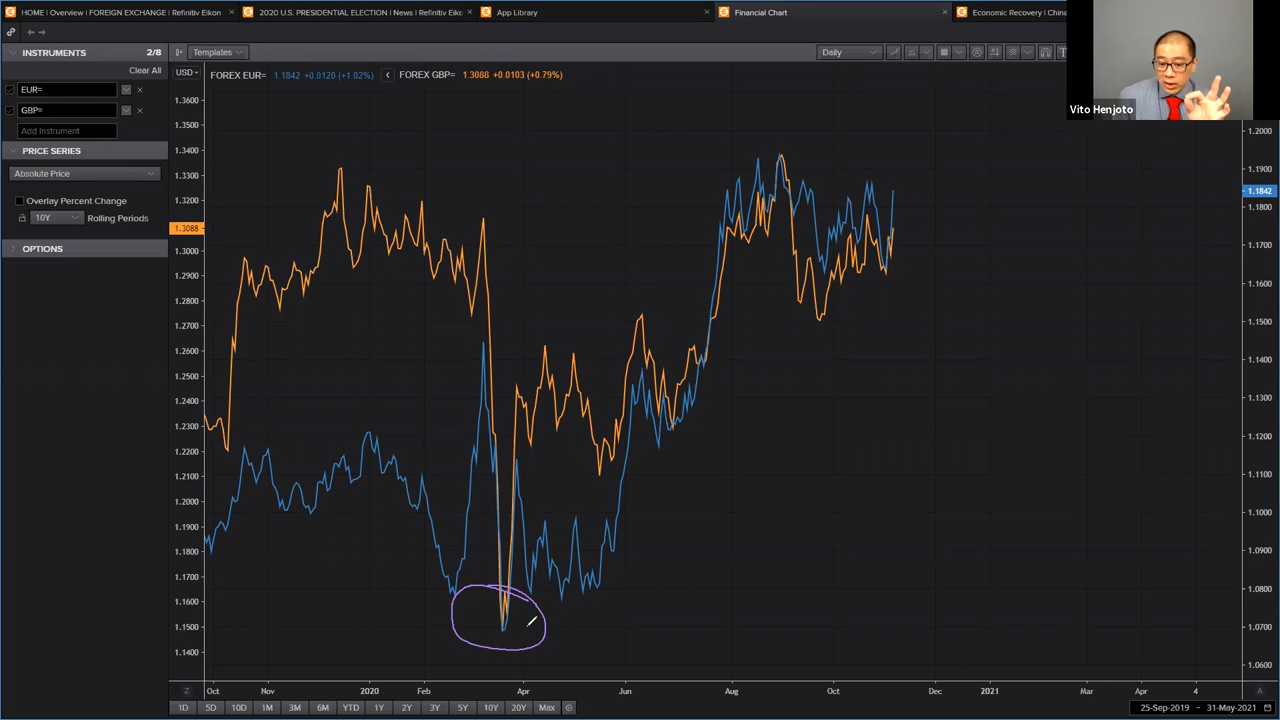 HOME | Overview | FOREIGN EXCHANGE | Refinitiv Eikon
2020 U.S. PRESIDENTIAL ELECTION | News | Refinitiv Eiko
App Library
Financial Chart
Economic Recovery | China
INSTRUMENTS 2/8
Clear All
EUR=
GBP=
Add Instrument
PRICE SERIES
Absolute Price
Overlay Percent Change
10Y Rolling Periods
OPTIONS
Templates
Daily
T
USD
FOREX EUR= 1.1842 +0.0120 (+1.02%)
FOREX GBP= 1.3088 +0.0103 (+0.79%)
Vito Henjoto
1.3600
1.3500
1.3400
1.3300
1.3200
1.3088
1.3000
1.2900
1.2800
1.2700
1.2600
1.2500
1.2400
1.2300
1.2200
1.2100
1.2000
1.1900
1.1800
1.1700
1.1600
1.1500
1.1400
1.2000
1.1900
1.1842
1.1800
1.1700
1.1600
1.1500
1.1400
1.1300
1.1200
1.1100
1.1000
1.0900
1.0800
1.0700
1.0600
Z Oct Nov 2020 Feb Apr Jun Aug Oct Dec 2021 Mar Apr 4 A
1D 5D 10D 1M 3M 6M YTD 1Y 2Y 3Y 5Y 10Y 20Y Max
25-Sep-2019 - 31-May-2021